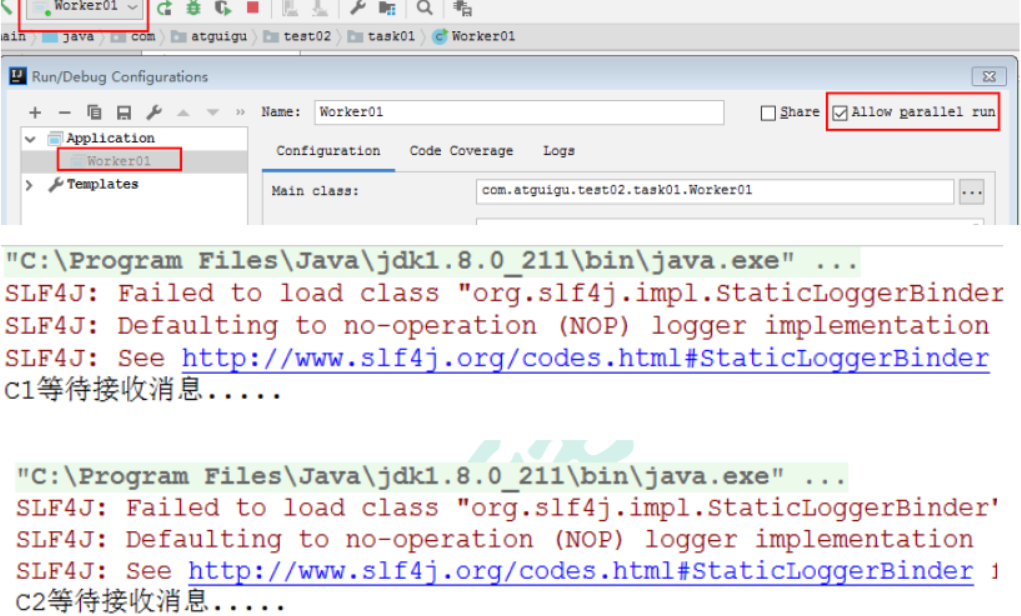 Worker01
ain java com atguigu test02 task01 Worker01
Run/Debug Configurations
Name: Worker01 Share Allow parallel run
Application
Worker01
Templates
Configuration Code Coverage Logs
Main class: com.atguigu.test02.task01.Worker01 ...
"C:\Program Files\Java\jdk1.8.0_211\bin\java.exe" ...
SLF4J: Failed to load class "org.slf4j.impl.StaticLoggerBinder
SLF4J: Defaulting to no-operation (NOP) logger implementation
SLF4J: See http://www.slf4j.org/codes.html#StaticLoggerBinder
C1等待接收消息.....
"C:\Program Files\Java\jdk1.8.0_211\bin\java.exe" ...
SLF4J: Failed to load class "org.slf4j.impl.StaticLoggerBinder"
SLF4J: Defaulting to no-operation (NOP) logger implementation
SLF4J: See http://www.slf4j.org/codes.html#StaticLoggerBinder
C2等待接收消息.....